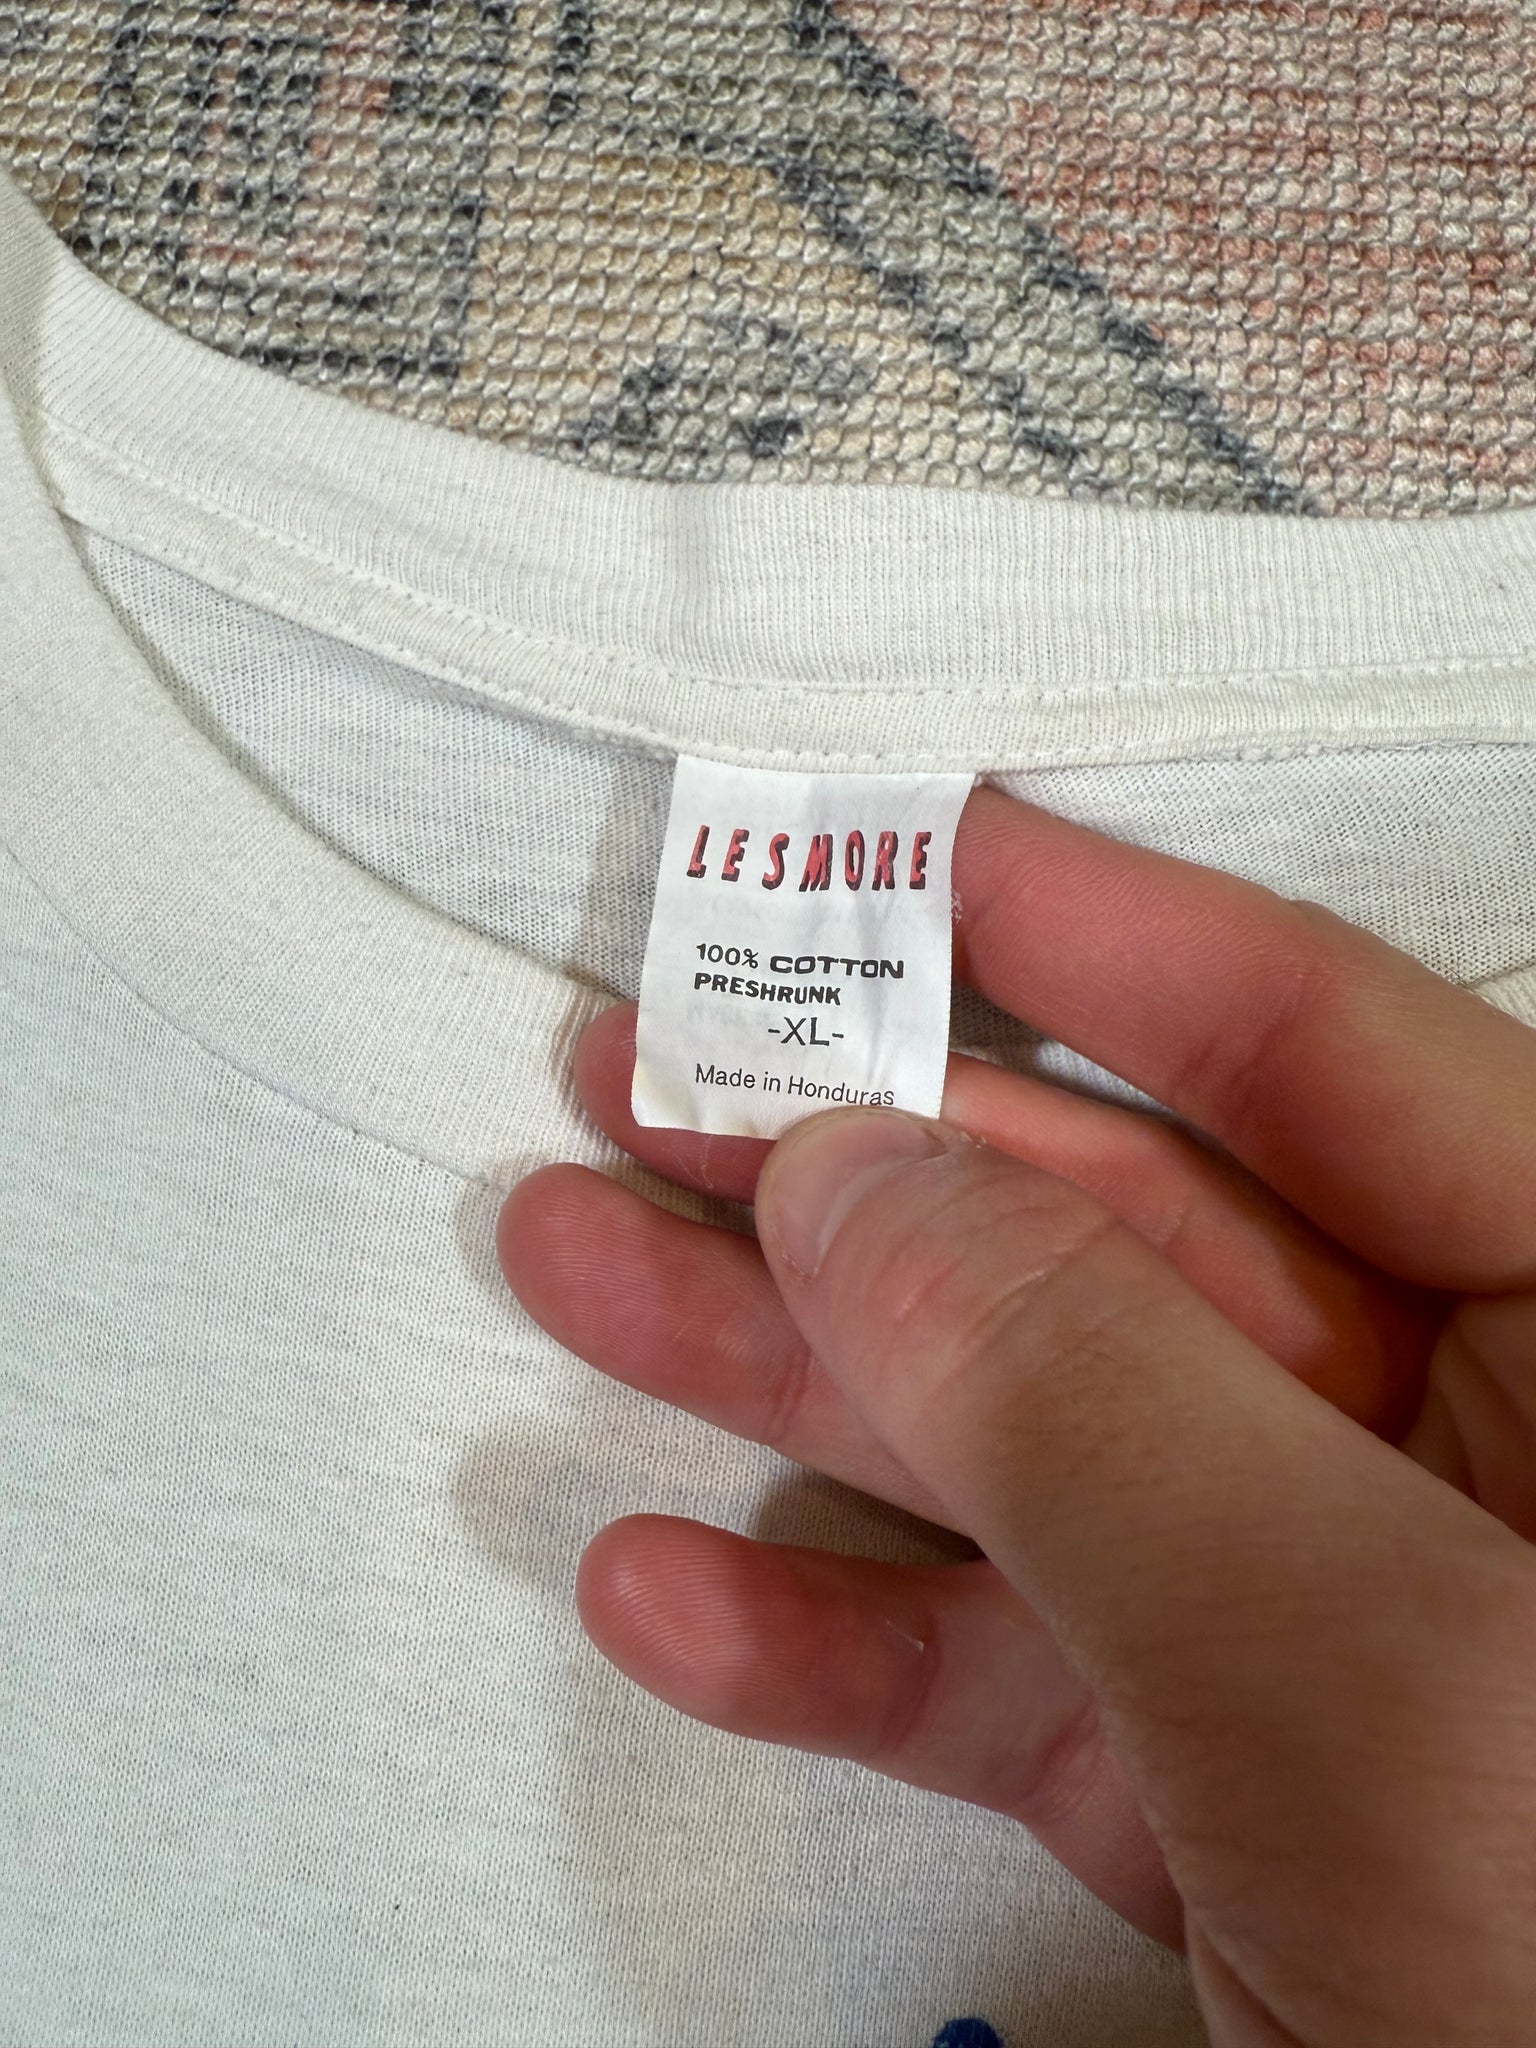 LESMORE
100% COTTON
PRESHRUNK
-XL-
Made in Honduras